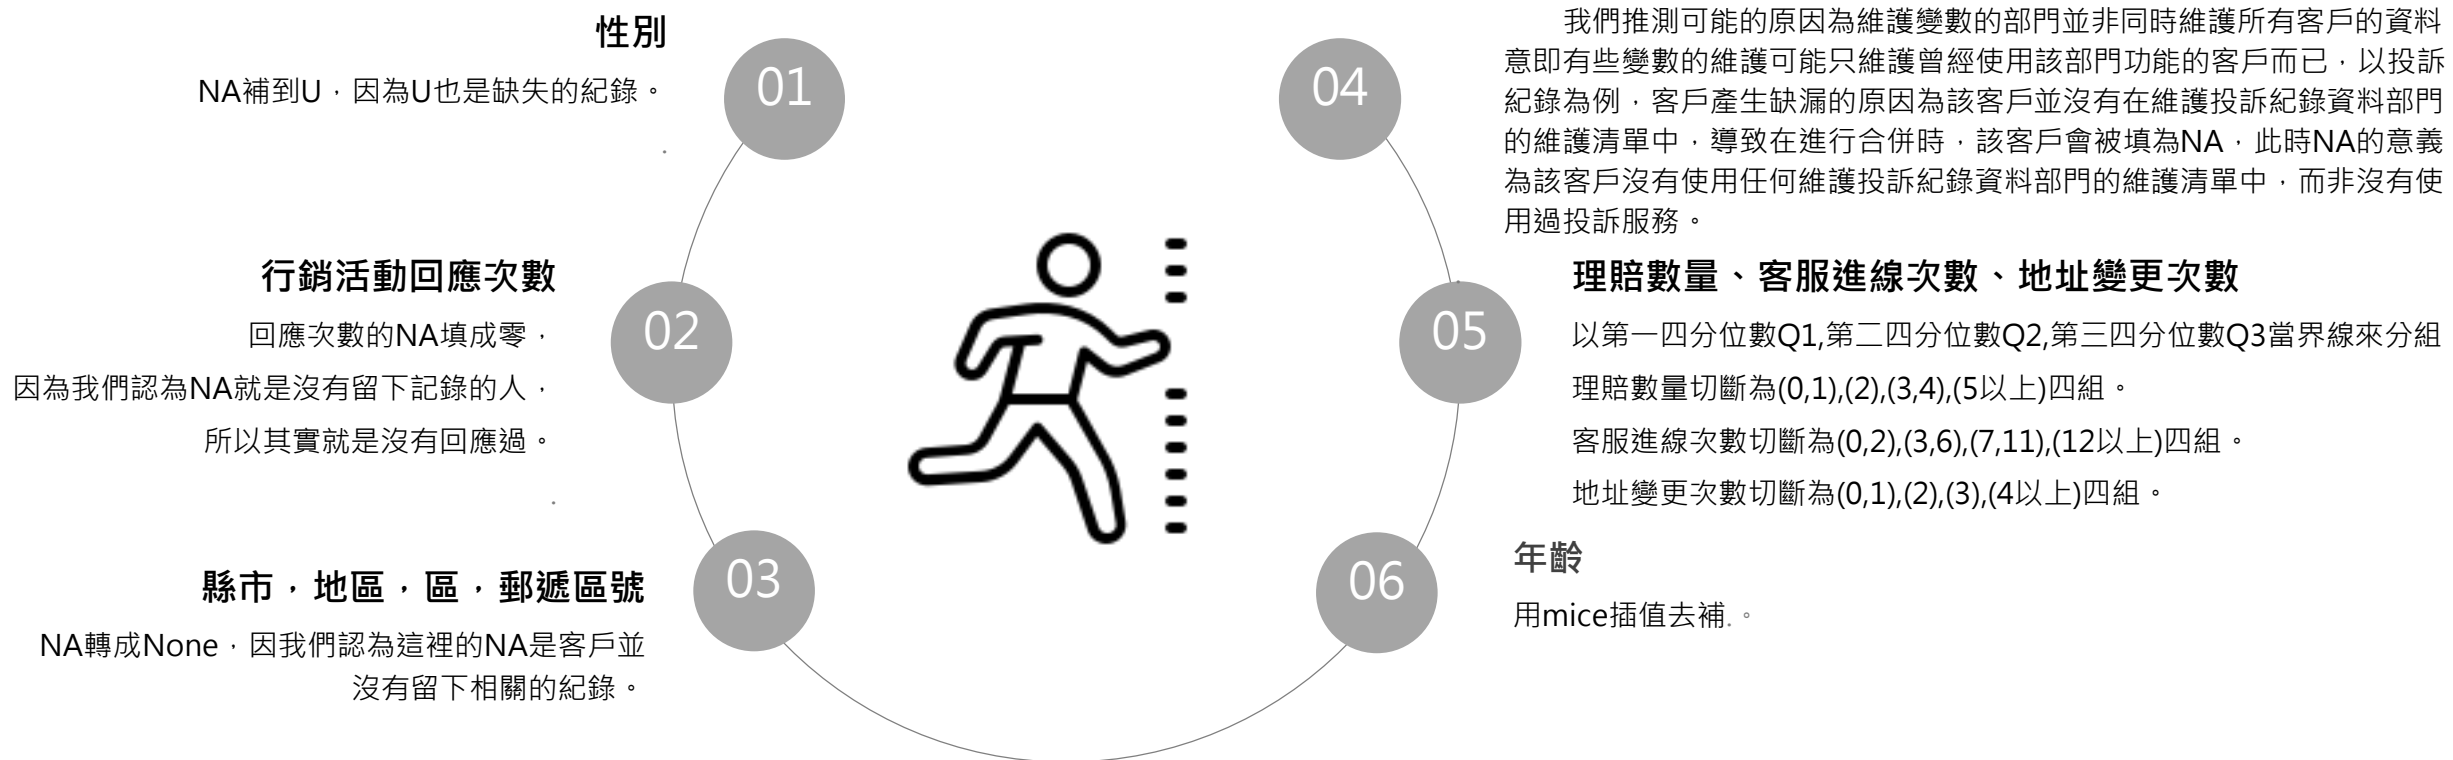 性別
01
NA補到U，因為U也是缺失的紀錄。
.
行銷活動回應次數
02
回應次數的NA填成零，
因為我們認為NA就是沒有留下記錄的人，
所以其實就是沒有回應過。
.
縣市，地區，區，郵遞區號
03
NA轉成None，因我們認為這裡的NA是客戶並
沒有留下相關的紀錄。
04
我們推測可能的原因為維護變數的部門並非同時維護所有客戶的資料
意即有些變數的維護可能只維護曾經使用該部門功能的客戶而已，以投訴
紀錄為例，客戶產生缺漏的原因為該客戶並沒有在維護投訴紀錄資料部門
的維護清單中，導致在進行合併時，該客戶會被填為NA，此時NA的意義
為該客戶沒有使用任何維護投訴紀錄資料部門的維護清單中，而非沒有使
用過投訴服務。
理賠數量、客服進線次數、地址變更次數
05
以第一四分位數Q1,第二四分位數Q2,第三四分位數Q3當界線來分組
理賠數量切斷為(0,1),(2),(3,4),(5以上)四組。
客服進線次數切斷為(0,2),(3,6),(7,11),(12以上)四組。
地址變更次數切斷為(0,1),(2),(3),(4以上)四組。
年齡
06
用mice插值去補.。